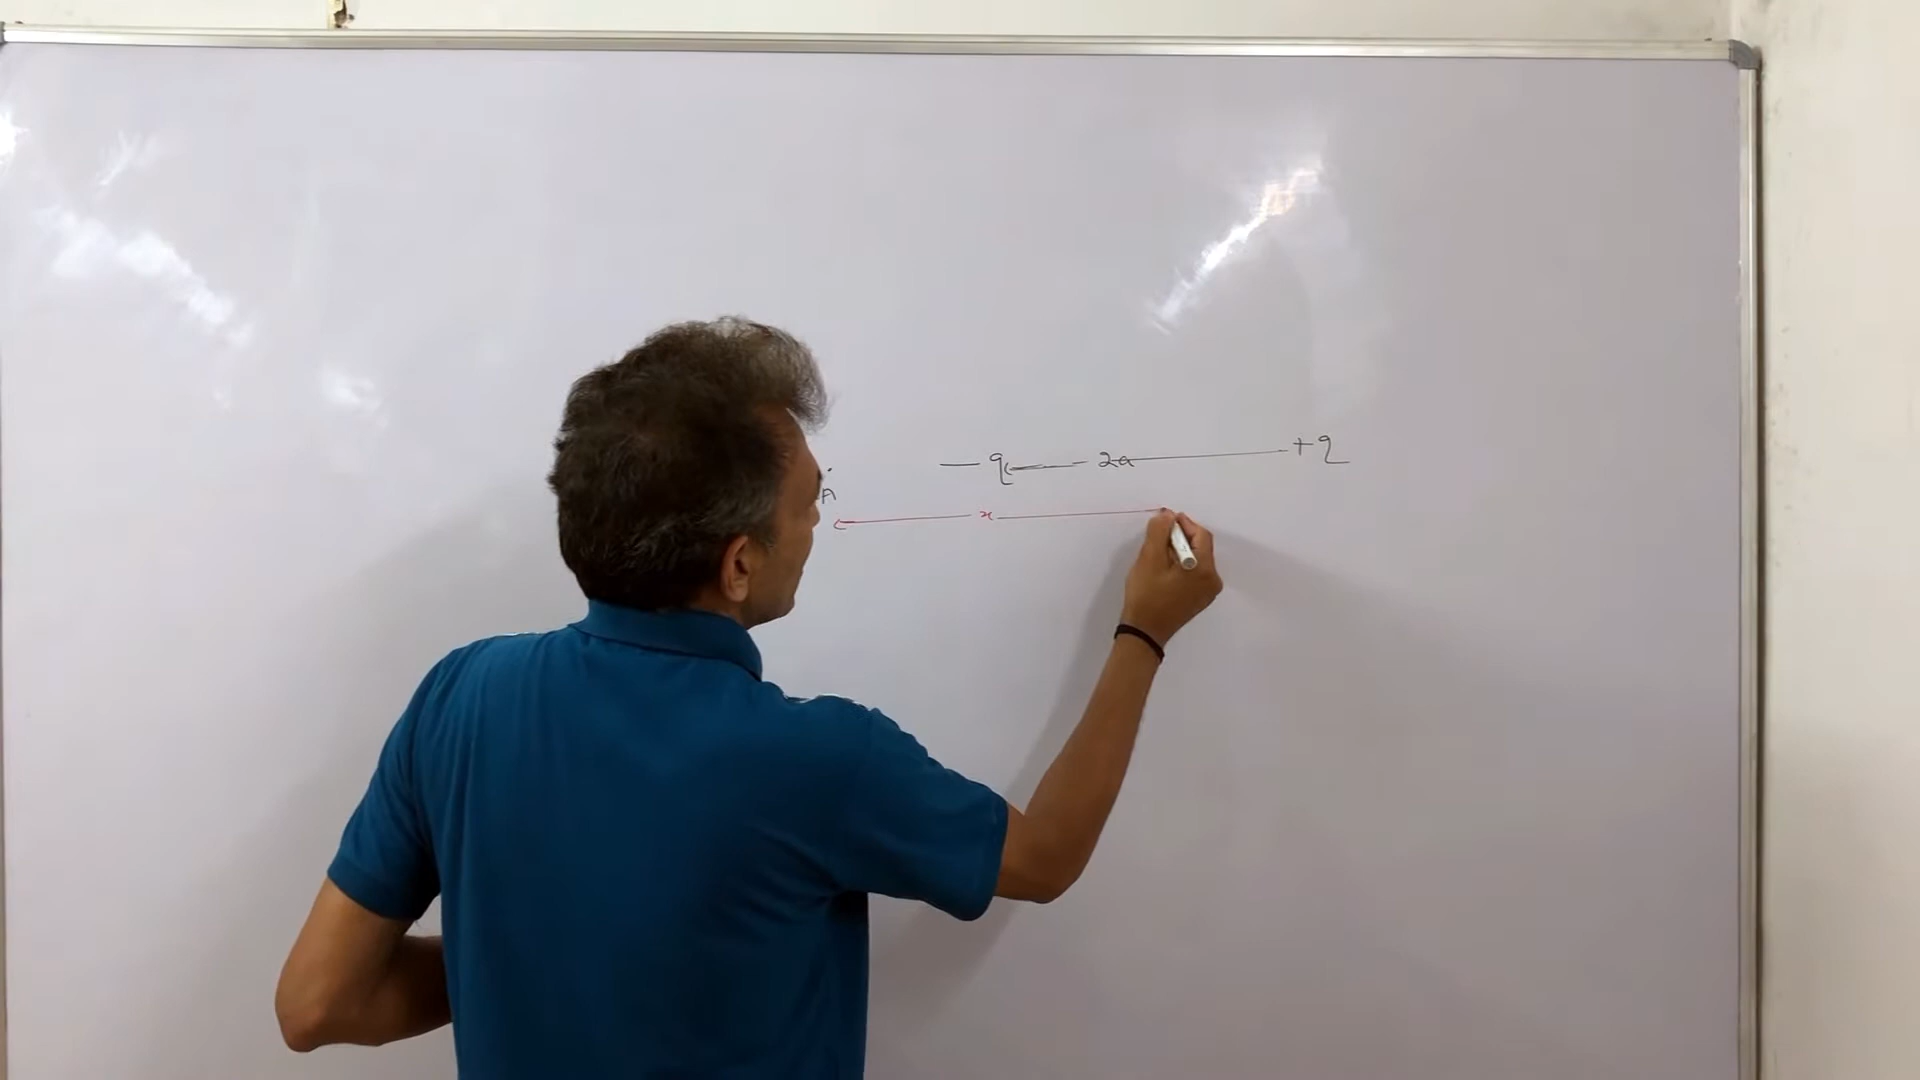 — q — 2a — +q
A
x